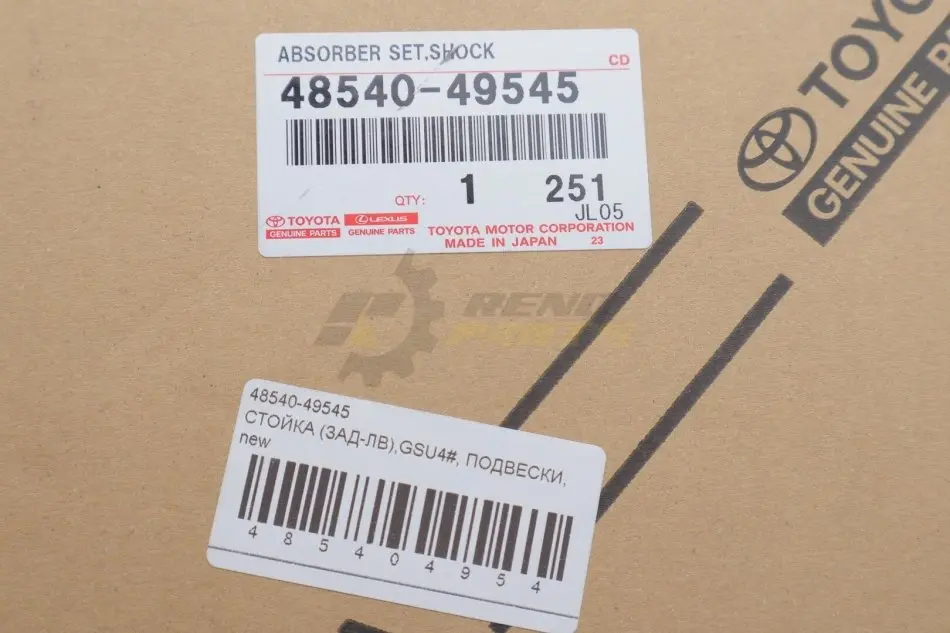 ABSORBER SET,SHOCK
CD
48540-49545
QTY: 1 251
JL05
TOYOTA LEXUS
GENUINE PARTS GENUINE PARTS
TOYOTA MOTOR CORPORATION
MADE IN JAPAN 23
TOYO
GENUINE
PARTS
48540-49545
СТОЙКА (ЗАД-ЛВ),GSU4#, ПОДВЕСКИ,
new
4 8 5 4 0 4 9 5 4